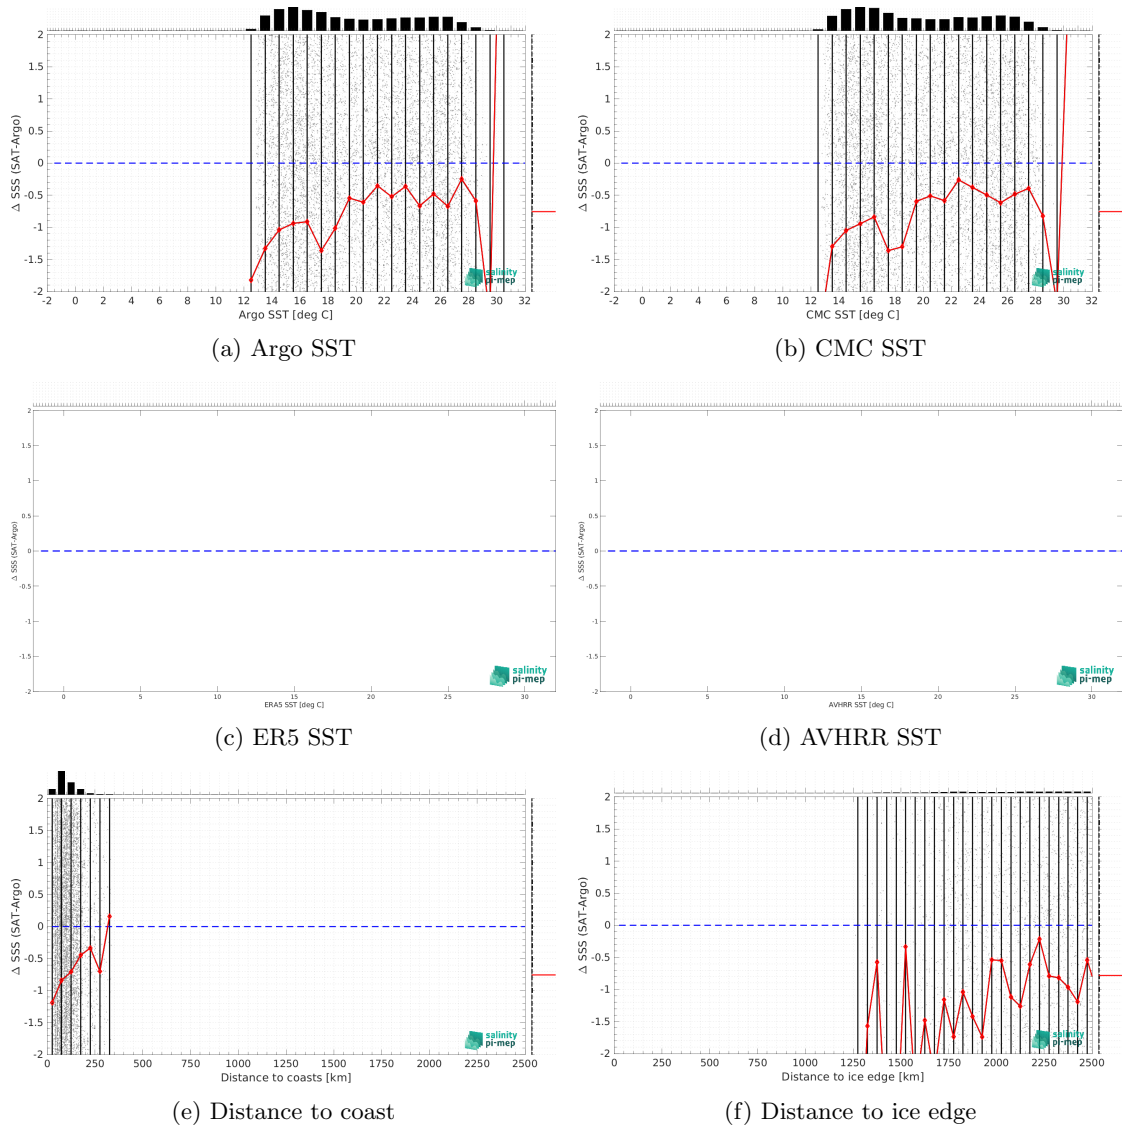 2
1.5
1
0.5
0
-0.5
-1
-1.5
-2
Δ SSS (SAT-Argo)
-2 0 2 4 6 8 10 12 14 16 18 20 22 24 26 28 30 32
Argo SST [deg C]
salinity
pi-mep
(a) Argo SST
2
1.5
1
0.5
0
-0.5
-1
-1.5
-2
Δ SSS (SAT-Argo)
-2 0 2 4 6 8 10 12 14 16 18 20 22 24 26 28 30 32
CMC SST [deg C]
salinity
pi-mep
(b) CMC SST
2
1.5
1
0.5
0
-0.5
-1
-1.5
-2
Δ SSS (SAT-Argo)
0 5 10 15 20 25 30
ERA5 SST [deg C]
salinity
pi-mep
(c) ER5 SST
2
1.5
1
0.5
0
-0.5
-1
-1.5
-2
Δ SSS (SAT-Argo)
0 5 10 15 20 25 30
AVHRR SST [deg C]
salinity
pi-mep
(d) AVHRR SST
2
1.5
1
0.5
0
-0.5
-1
-1.5
-2
Δ SSS (SAT-Argo)
0 250 500 750 1000 1250 1500 1750 2000 2250 2500
Distance to coasts [km]
salinity
pi-mep
(e) Distance to coast
2
1.5
1
0.5
0
-0.5
-1
-1.5
-2
Δ SSS (SAT-Argo)
0 250 500 750 1000 1250 1500 1750 2000 2250 2500
Distance to ice edge [km]
salinity
pi-mep
(f) Distance to ice edge